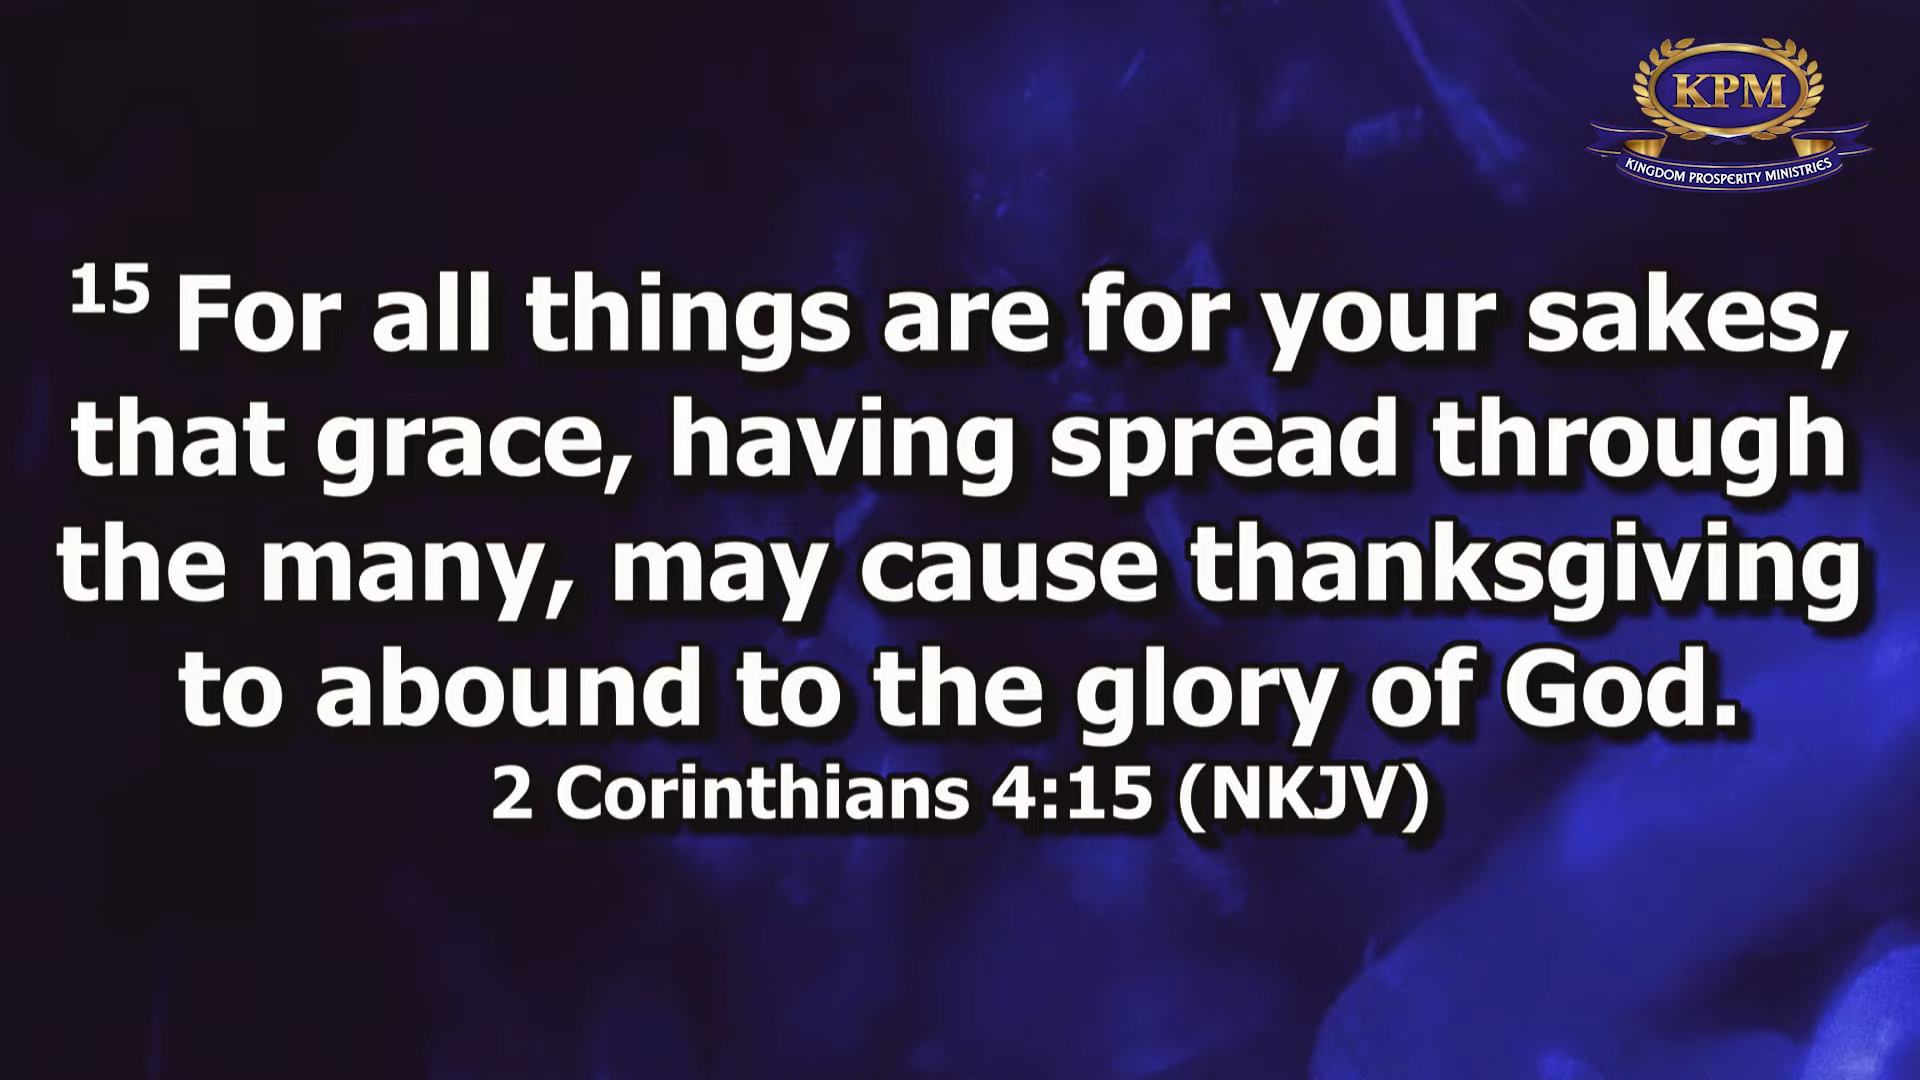 KPM
KINGDOM PROSPERITY MINISTRIES
15 For all things are for your sakes,
that grace, having spread through
the many, may cause thanksgiving
to abound to the glory of God.
2 Corinthians 4:15 (NKJV)